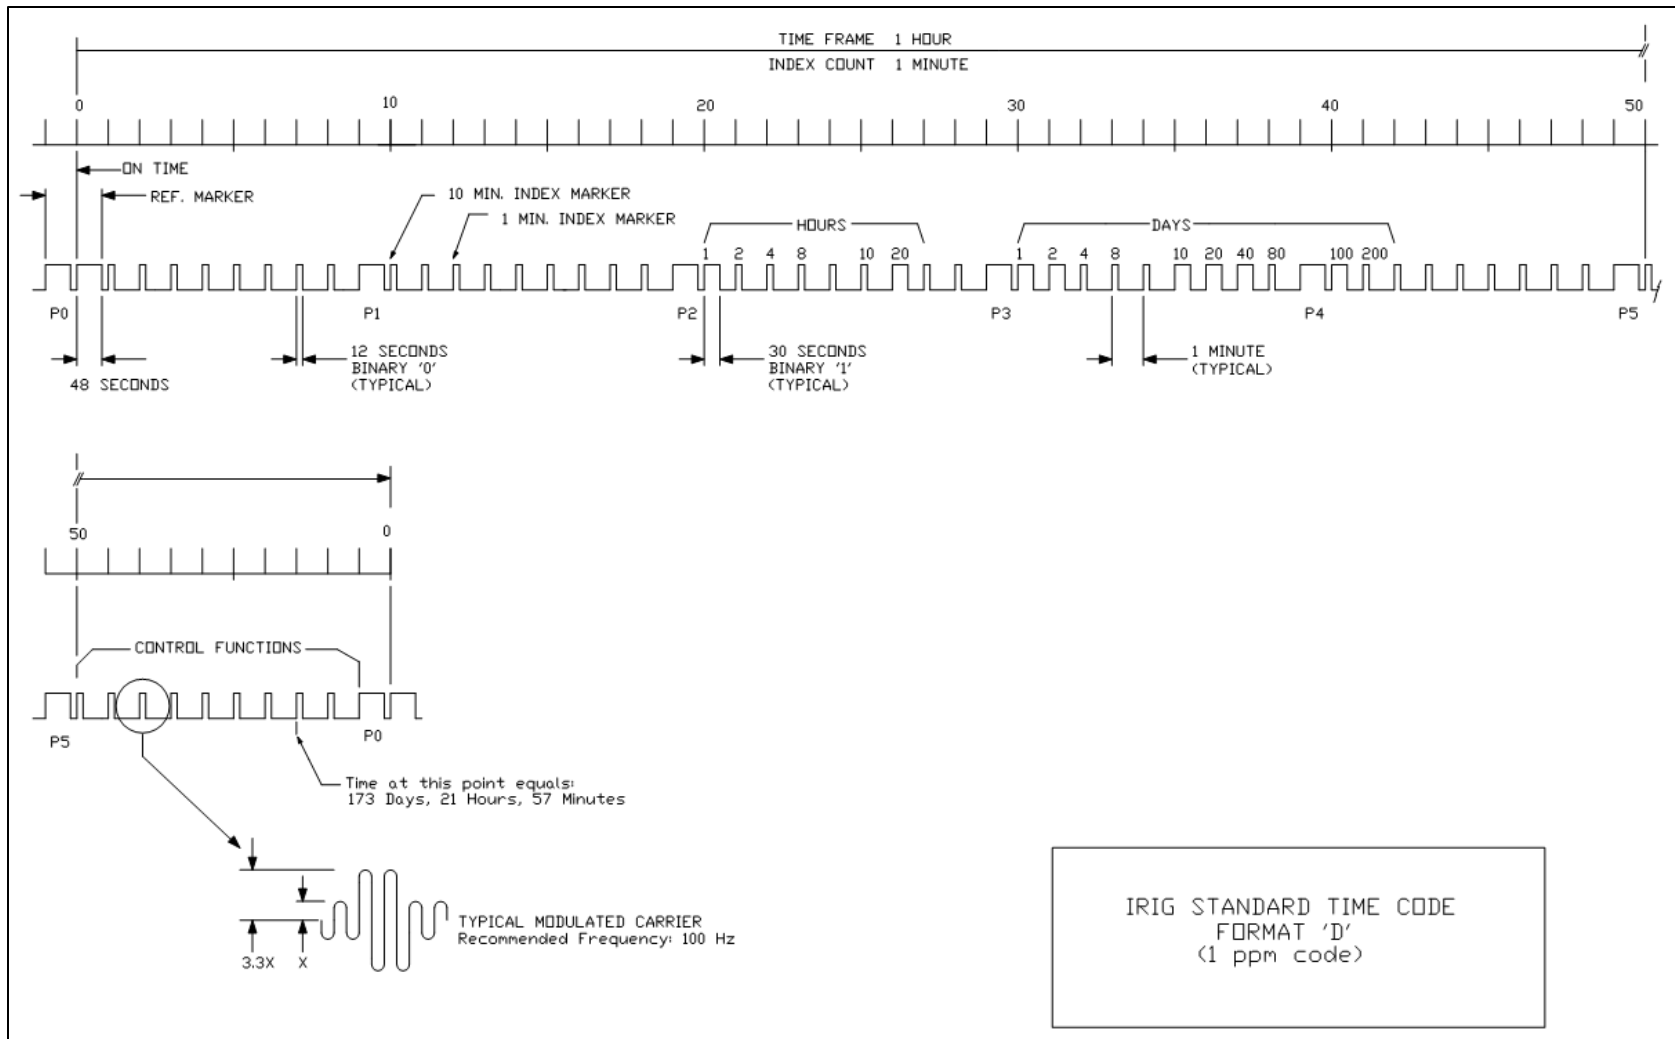 TIME FRAME 1 HOUR
INDEX COUNT 1 MINUTE
0 10 20 30 40 50
ON TIME
REF. MARKER
10 MIN. INDEX MARKER
1 MIN. INDEX MARKER
HOURS
DAYS
1 2 4 8 10 20
1 2 4 8 10 20 40 80 100 200
P0 P1 P2 P3 P4 P5
48 SECONDS
12 SECONDS
BINARY '0'
(TYPICAL)
30 SECONDS
BINARY '1'
(TYPICAL)
1 MINUTE
(TYPICAL)
50 0
CONTROL FUNCTIONS
P5 P0
Time at this point equals:
173 Days, 21 Hours, 57 Minutes
3.3X X
TYPICAL MODULATED CARRIER
Recommended Frequency: 100 Hz
IRIG STANDARD TIME CODE
FORMAT 'D'
(1 ppm code)